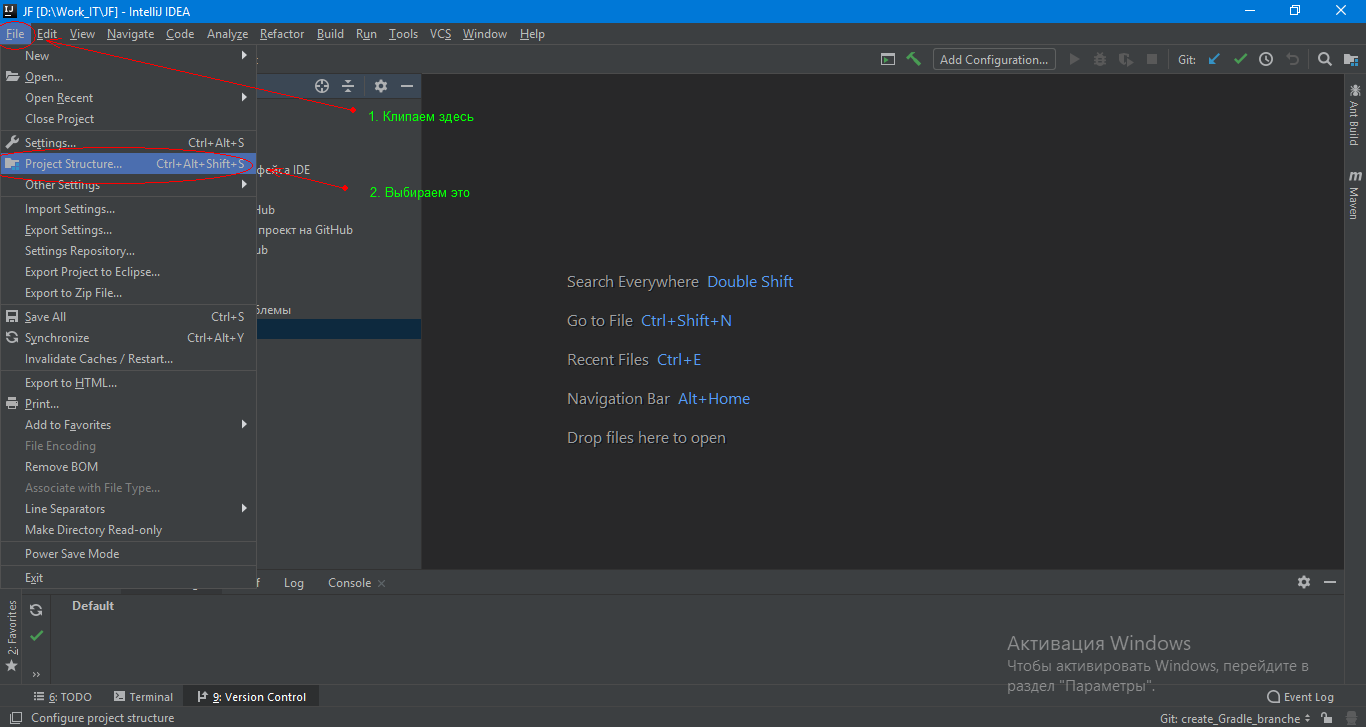 JF [D:\Work_IT\JF] - IntelliJ IDEA
File Edit View Navigate Code Analyze Refactor Build Run Tools VCS Window Help
Add Configuration... Git:
New
Open...
Open Recent
Close Project
1. Клипаем здесь
Settings... Ctrl+Alt+S
Project Structure... Ctrl+Alt+Shift+S
фейса IDE
Other Settings
2. Выбираем это
Import Settings...
Hub
Export Settings...
проект на GitHub
Settings Repository...
ub
Export Project to Eclipse...
Export to Zip File...
блемы
Save All Ctrl+S
Synchronize Ctrl+Alt+Y
Invalidate Caches / Restart...
Export to HTML...
Print...
Add to Favorites
File Encoding
Remove BOM
Associate with File Type...
Line Separators
Make Directory Read-only
Power Save Mode
Exit
Search Everywhere Double Shift
Go to File Ctrl+Shift+N
Recent Files Ctrl+E
Navigation Bar Alt+Home
Drop files here to open
Ant Build
m
Maven
Log Console
Default
2: Favorites
Активация Windows
Чтобы активировать Windows, перейдите в
раздел "Параметры".
6: TODO Terminal 9: Version Control Event Log
Configure project structure Git: create_Gradle_branche